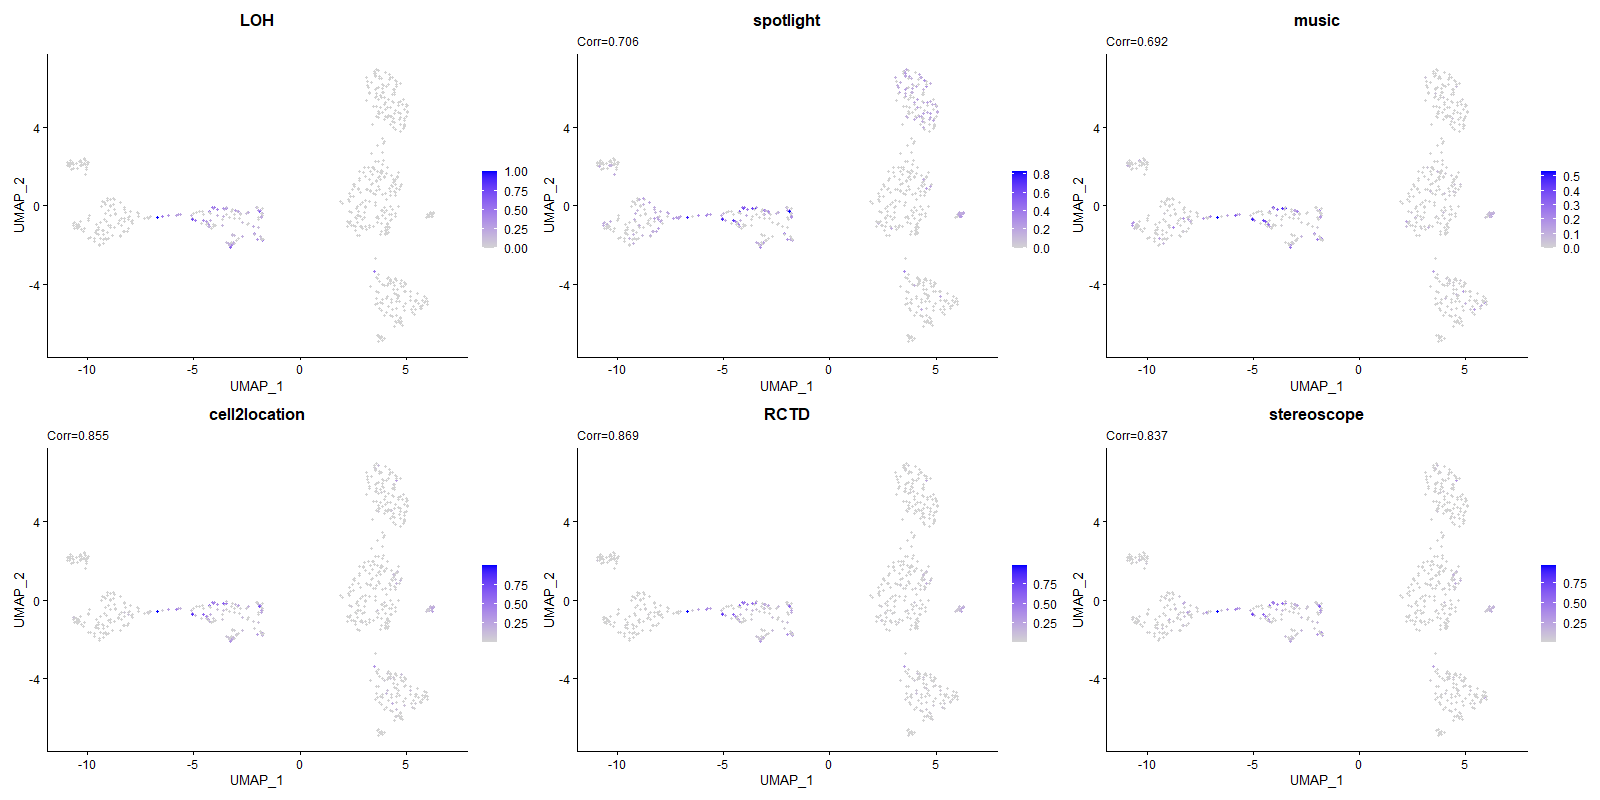 LOH
4
0
-4
UMAP_2
-10
-5
0
5
UMAP_1
1.00
0.75
0.50
0.25
0.00
spotlight
Corr=0.706
4
0
-4
UMAP_2
-10
-5
0
5
UMAP_1
0.8
0.6
0.4
0.2
0.0
music
Corr=0.692
4
0
-4
UMAP_2
-10
-5
0
5
UMAP_1
0.5
0.4
0.3
0.2
0.1
0.0
cell2location
Corr=0.855
4
0
-4
UMAP_2
-10
-5
0
5
UMAP_1
0.75
0.50
0.25
RCTD
Corr=0.869
4
0
-4
UMAP_2
-10
-5
0
5
UMAP_1
0.75
0.50
0.25
stereoscope
Corr=0.837
4
0
-4
UMAP_2
-10
-5
0
5
UMAP_1
0.75
0.50
0.25